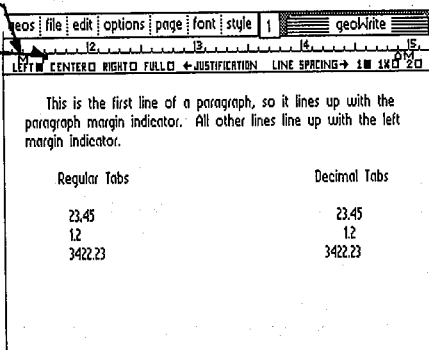 geos file edit options page font style 1 geoWrite
2 3 4 5
M M
LEFT CENTER RIGHT FULL ←JUSTIFICATION LINE SPACING→ 1 1½ 2
This is the first line of a paragraph, so it lines up with the
paragraph margin indicator. All other lines line up with the left
margin indicator.
Regular Tabs Decimal Tabs
23.45 23.45
1.2 1.2
3422.23 3422.23